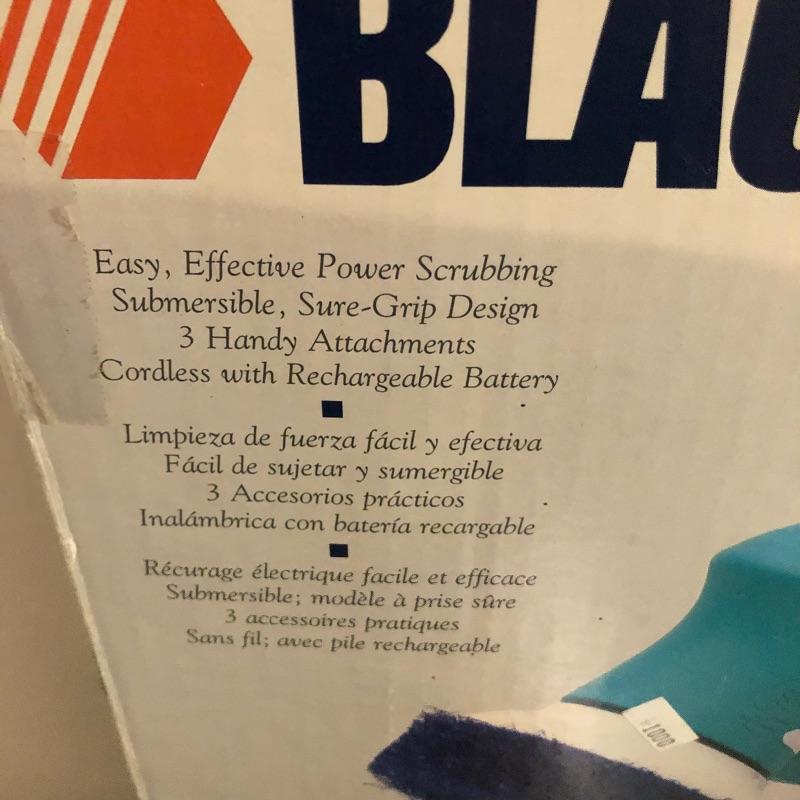 BLAC
Easy, Effective Power Scrubbing
Submersible, Sure-Grip Design
3 Handy Attachments
Cordless with Rechargeable Battery
Limpieza de fuerza fácil y efectiva
Fácil de sujetar y sumergible
3 Accesorios prácticos
Inalámbrica con batería recargable
Récurage électrique facile et efficace
Submersible; modèle à prise sûre
3 accessoires pratiques
Sans fil; avec pile rechargeable
1000